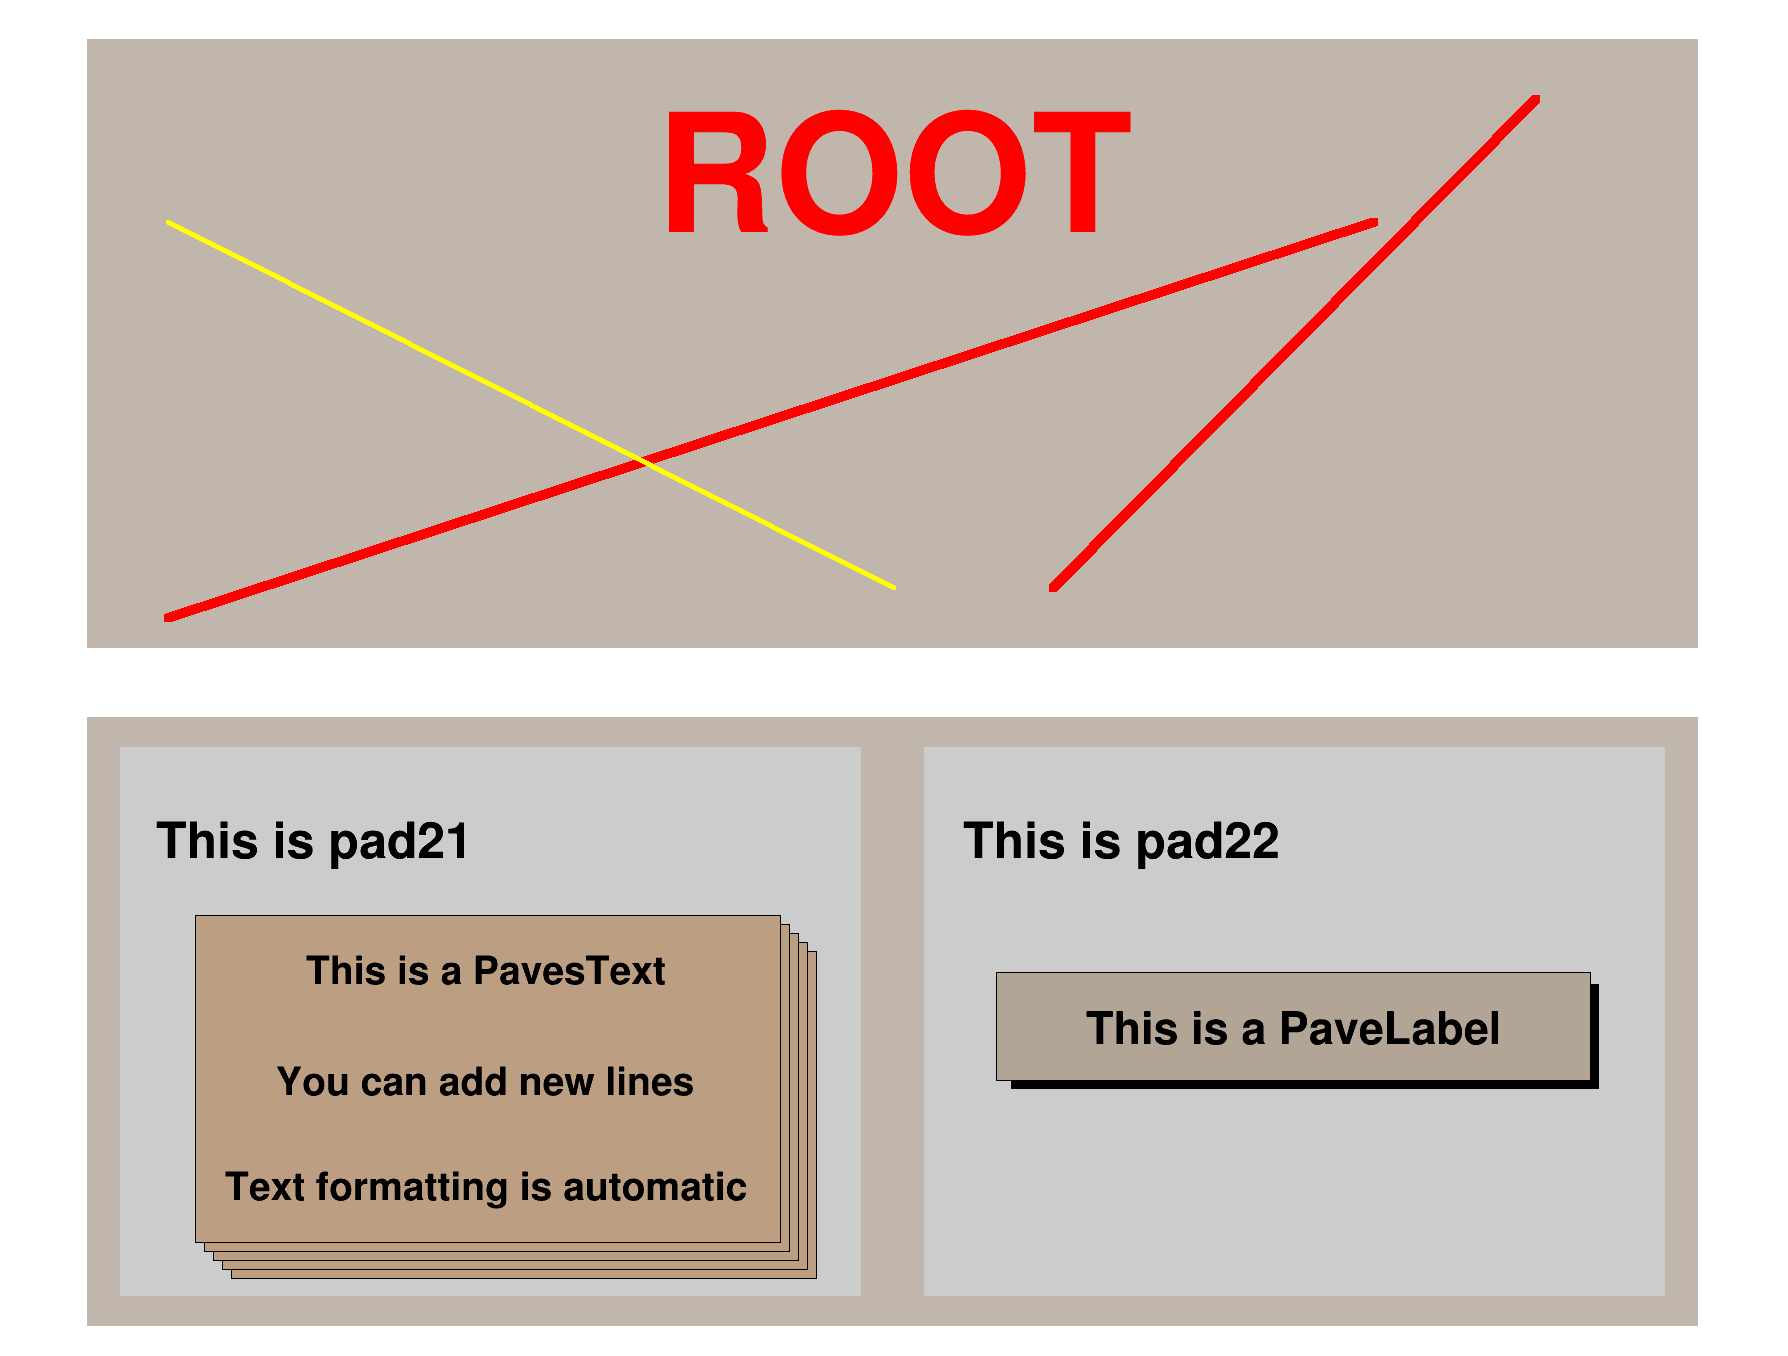 ROOT
This is pad21
This is a PavesText
You can add new lines
Text formatting is automatic
This is pad22
This is a PaveLabel